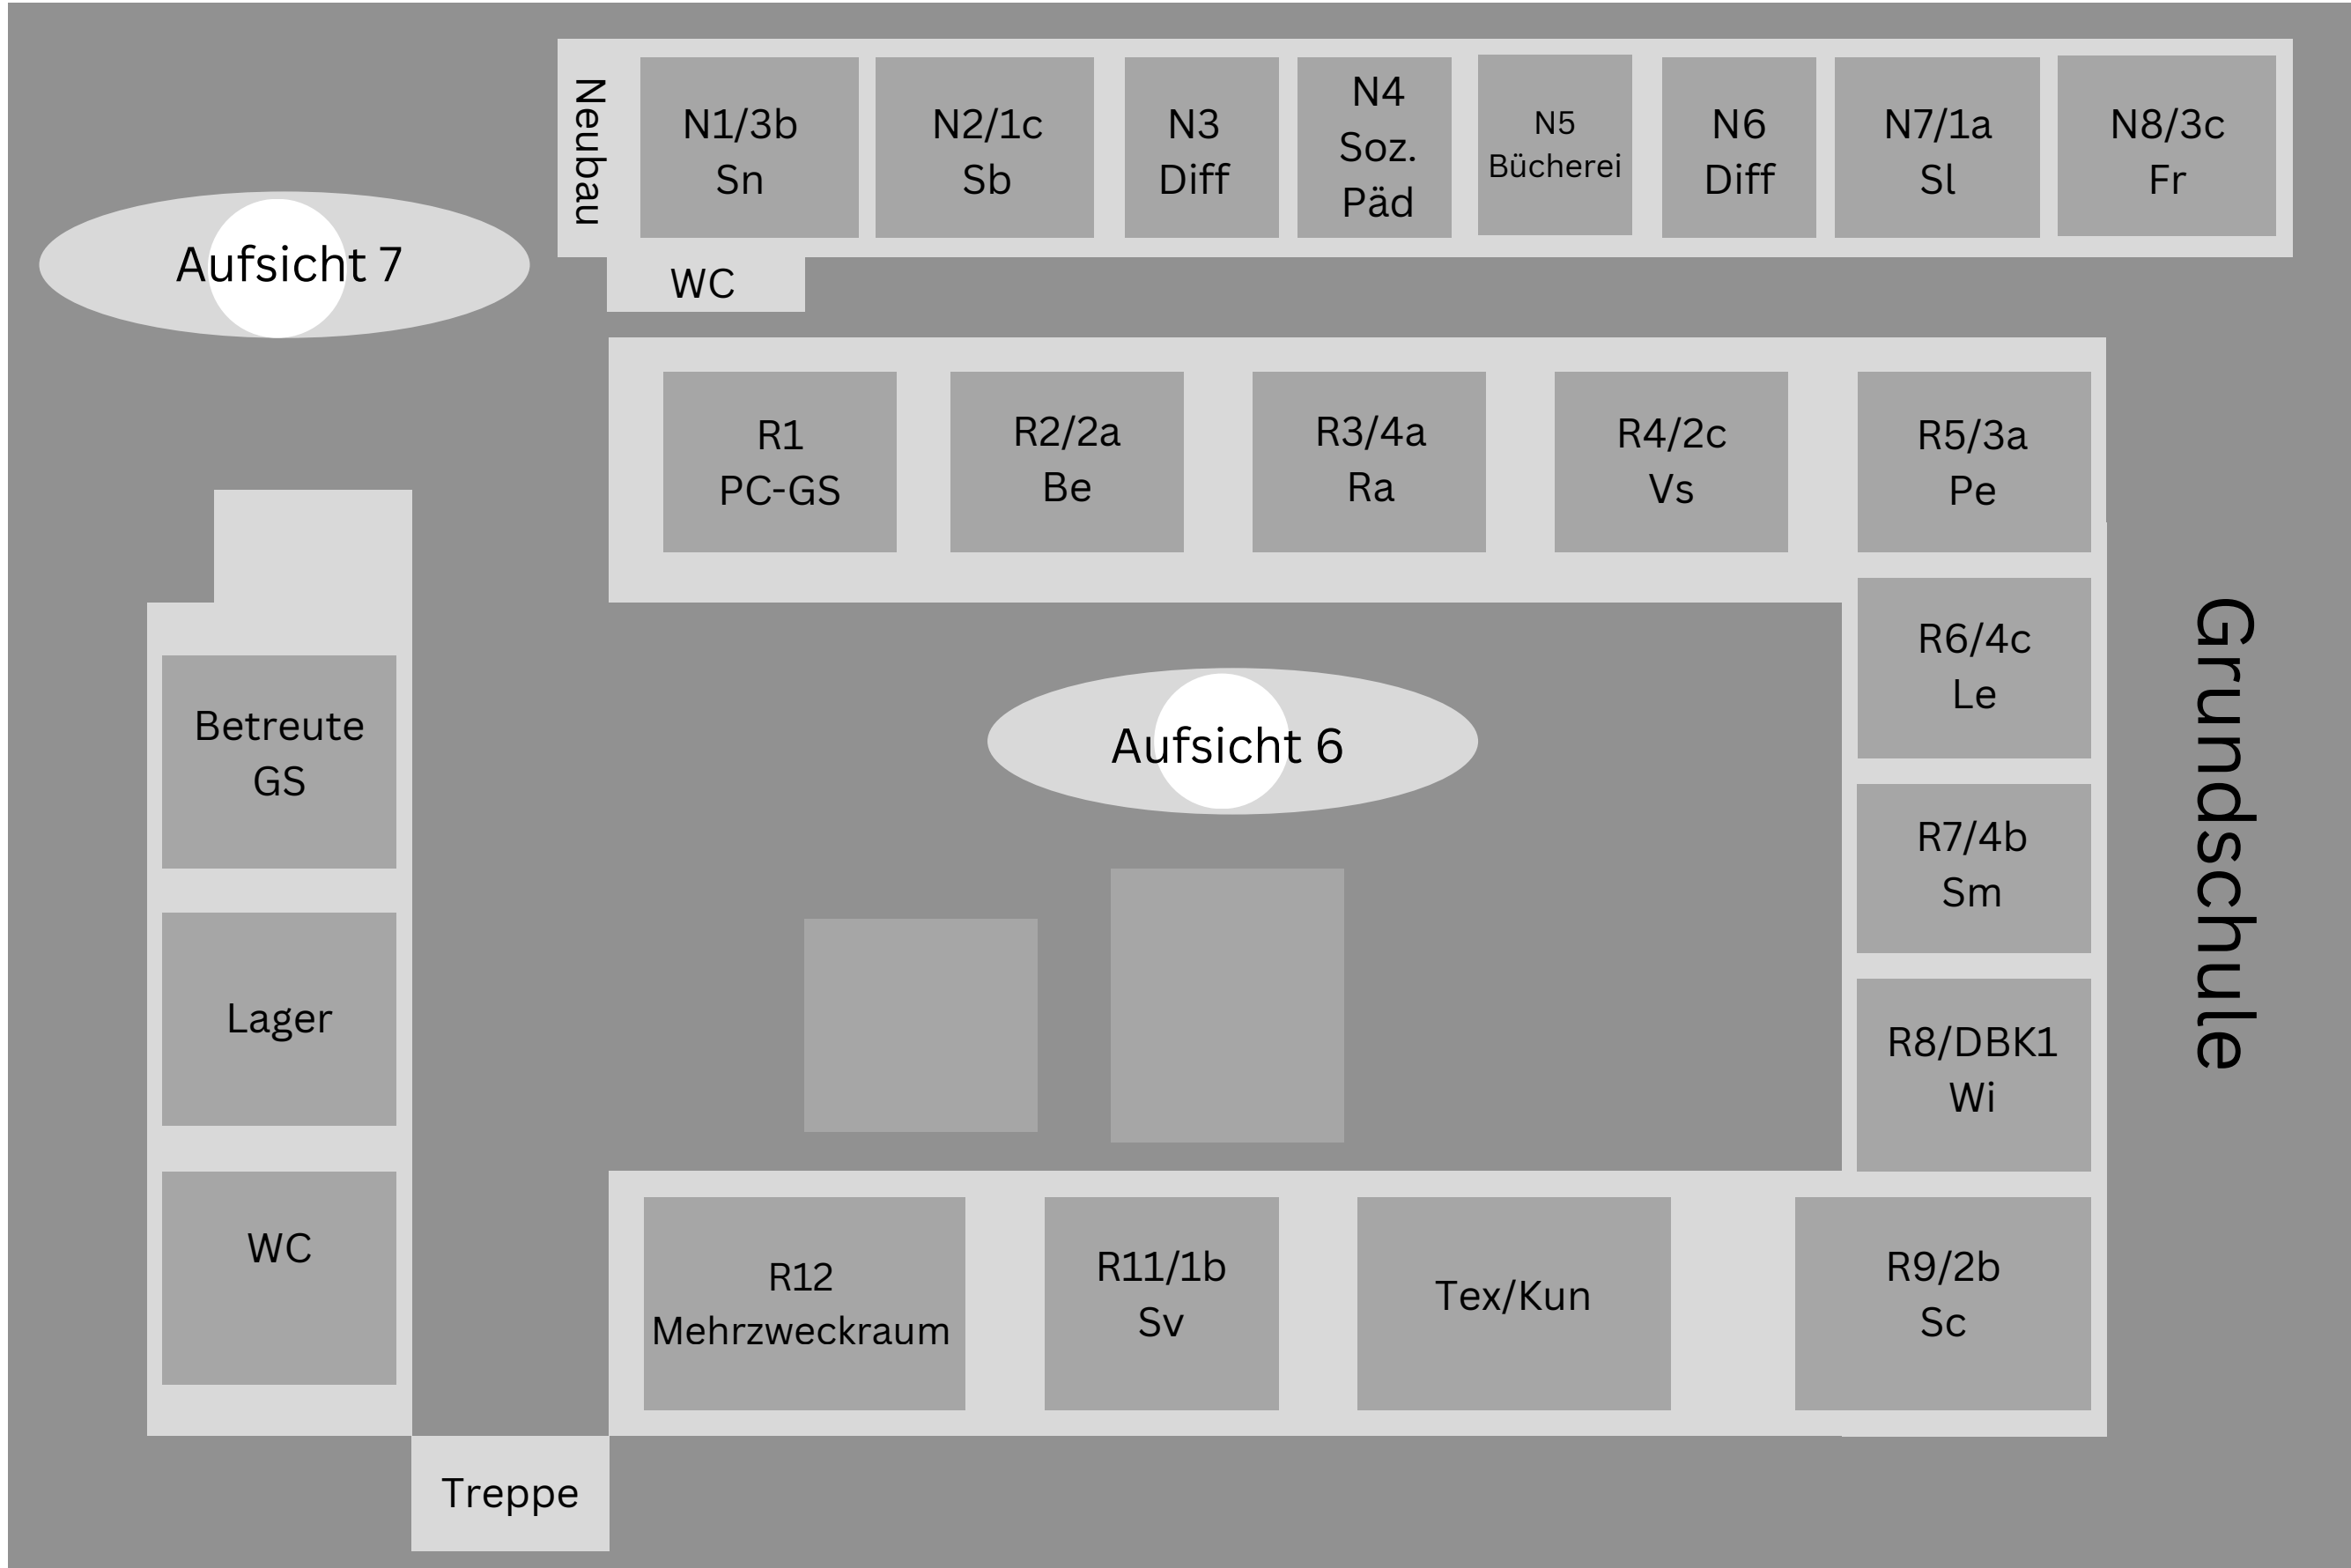 Neubau
N1/3b
Sn
N2/1c
Sb
N3
Diff
N4
Soz.
Päd
N5
Bücherei
N6
Diff
N7/1a
Sl
N8/3c
Fr
Aufsicht 7
WC
R1
PC-GS
R2/2a
Be
R3/4a
Ra
R4/2c
Vs
R5/3a
Pe
R6/4c
Le
R7/4b
Sm
R8/DBK1
Wi
Grundschule
Betreute
GS
Lager
WC
Aufsicht 6
R12
Mehrzweckraum
R11/1b
Sv
Tex/Kun
R9/2b
Sc
Treppe